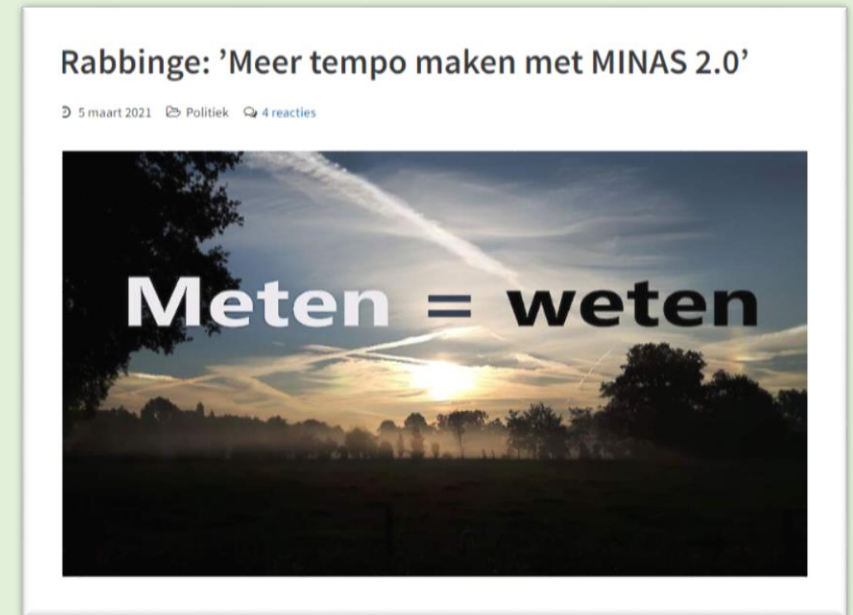 Rabbinge: ’Meer tempo maken met MINAS 2.0’
5 maart 2021 Politiek 4 reacties
Meten = weten